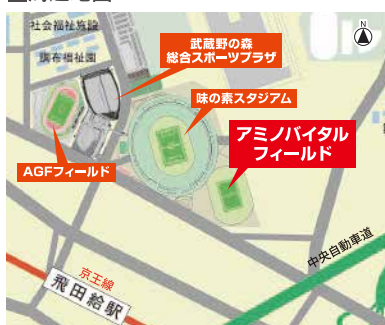 社会福祉施設
調布福祉園
武蔵野の森
総合スポーツプラザ
味の素スタジアム
アミノバイタル
フィールド
AGFフィールド
中央自動車道
京王線
飛田給駅
N